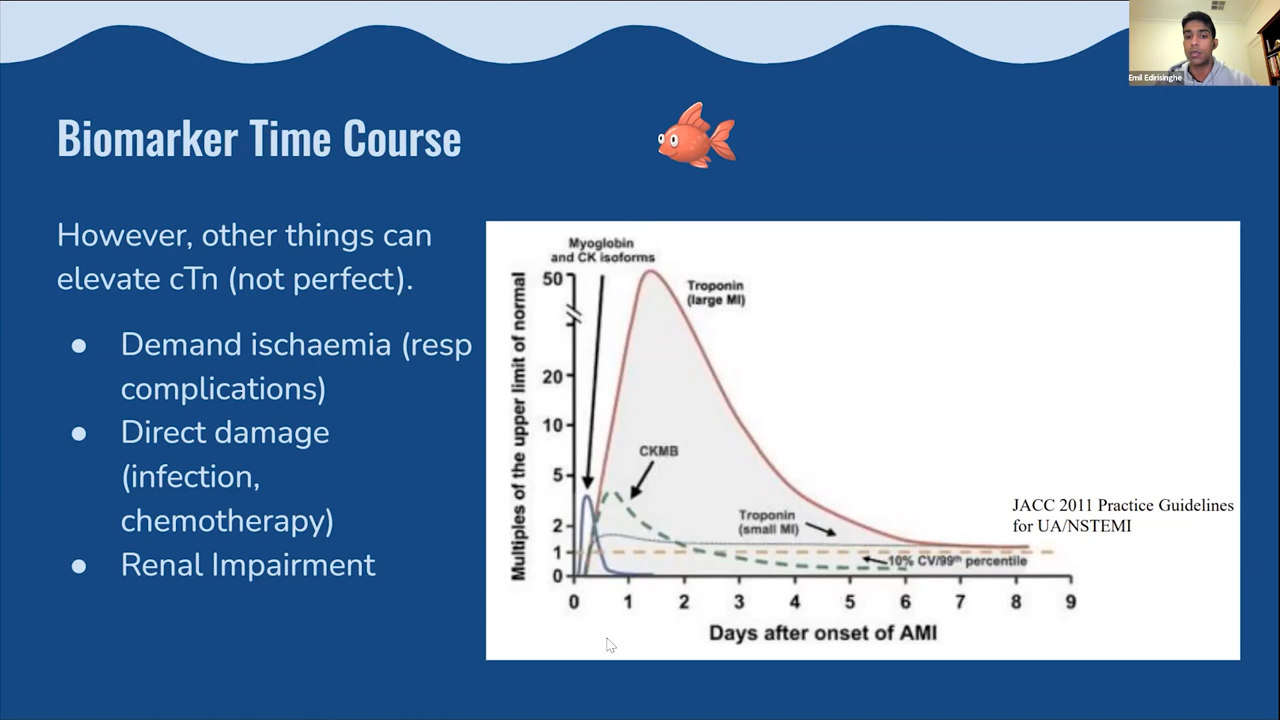 Emil Edirisinghe
Biomarker Time Course
However, other things can
elevate cTn (not perfect).
● Demand ischaemia (resp
complications)
● Direct damage
(infection,
chemotherapy)
● Renal Impairment
Myoglobin
and CK isoforms
Troponin
(large MI)
CKMB
Troponin
(small MI)
10% CV/99th percentile
Multiples of the upper limit of normal
50
20
10
5
2
1
0
0 1 2 3 4 5 6 7 8 9
Days after onset of AMI
JACC 2011 Practice Guidelines
for UA/NSTEMI